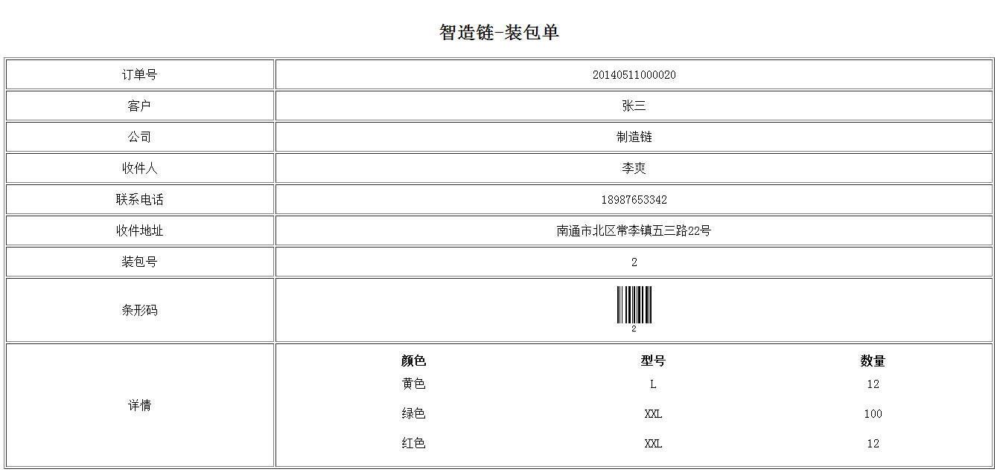 智造链-装包单
订单号 20140511000020
客户 张三
公司 制造链
收件人 李爽
联系电话 18987653342
收件地址 南通市北区常李镇五三路22号
装包号 2
条形码 2
详情
颜色 型号 数量
黄色 L 12
绿色 XXL 100
红色 XXL 12